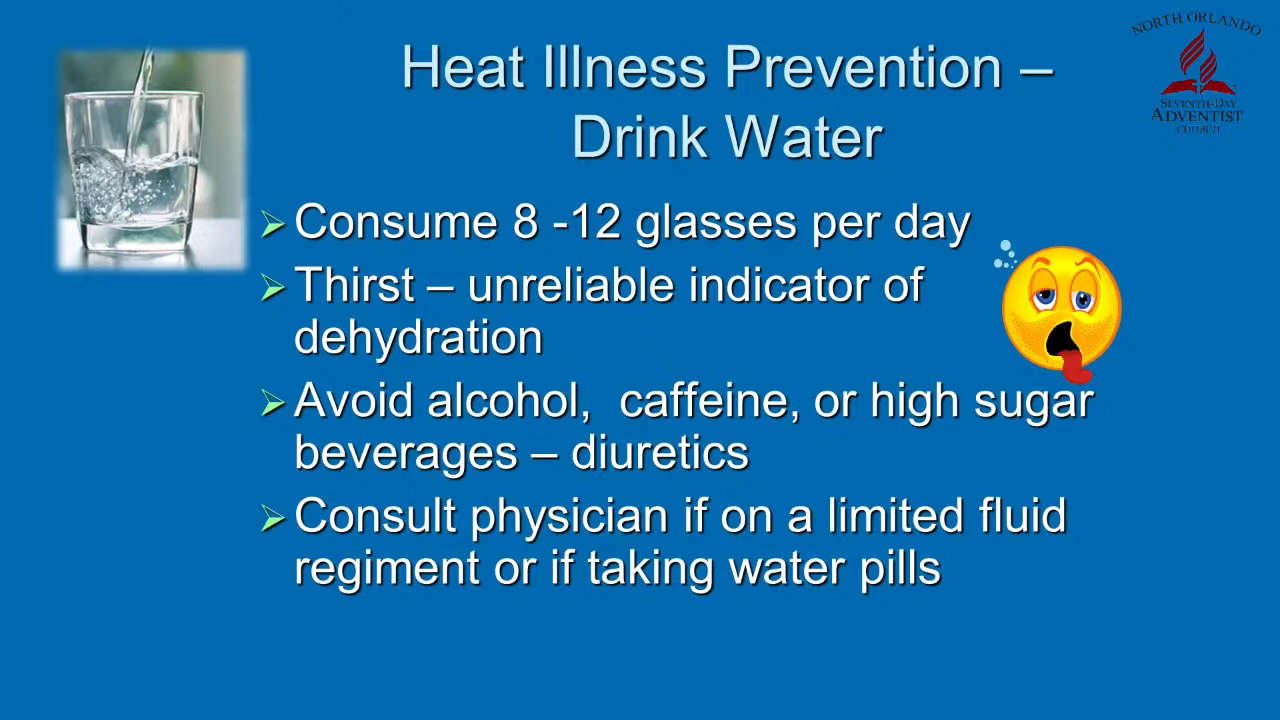 NORTH ORLANDO
SEVENTH-DAY
ADVENTIST
CHURCH
Heat Illness Prevention –
Drink Water
Consume 8 -12 glasses per day
Thirst – unreliable indicator of
dehydration
Avoid alcohol,  caffeine, or high sugar
beverages – diuretics
Consult physician if on a limited fluid
regiment or if taking water pills